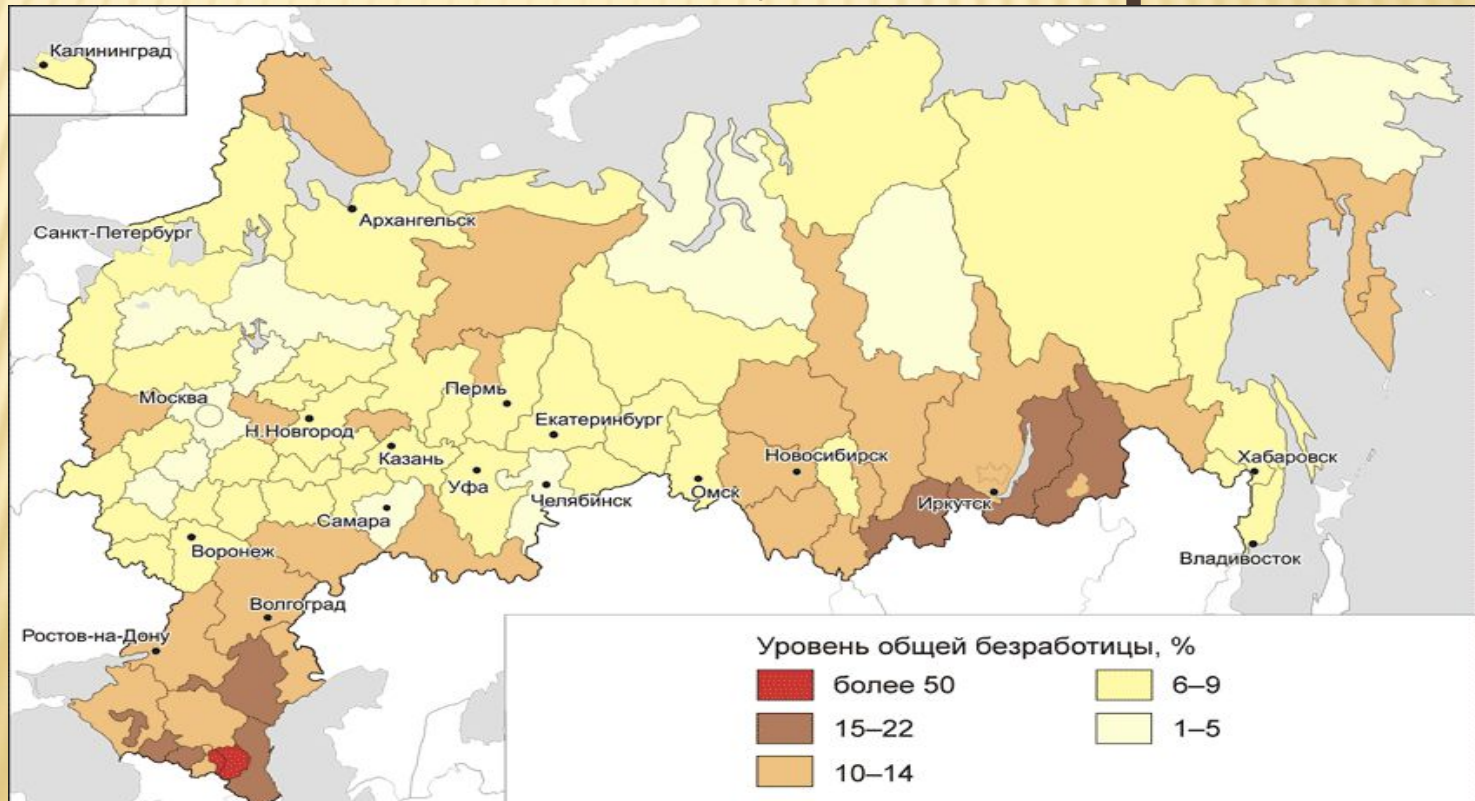 Калининград
Архангельск
Санкт-Петербург
Москва
Н.Новгород
Пермь
Екатеринбург
Казань
Уфа
Челябинск
Омск
Новосибирск
Иркутск
Хабаровск
Владивосток
Самара
Воронеж
Волгоград
Ростов-на-Дону
Уровень общей безработицы, %
более 50
15–22
10–14
6–9
1–5